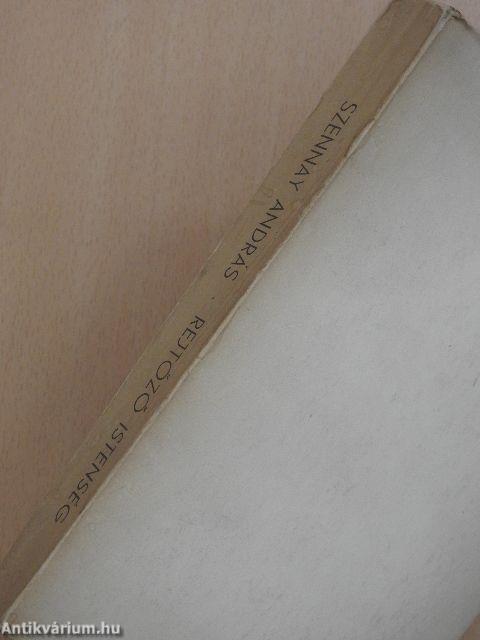 SZENNAY ANDRÁS REJTŐZŐ ISTENSÉG
Antikvárium.hu